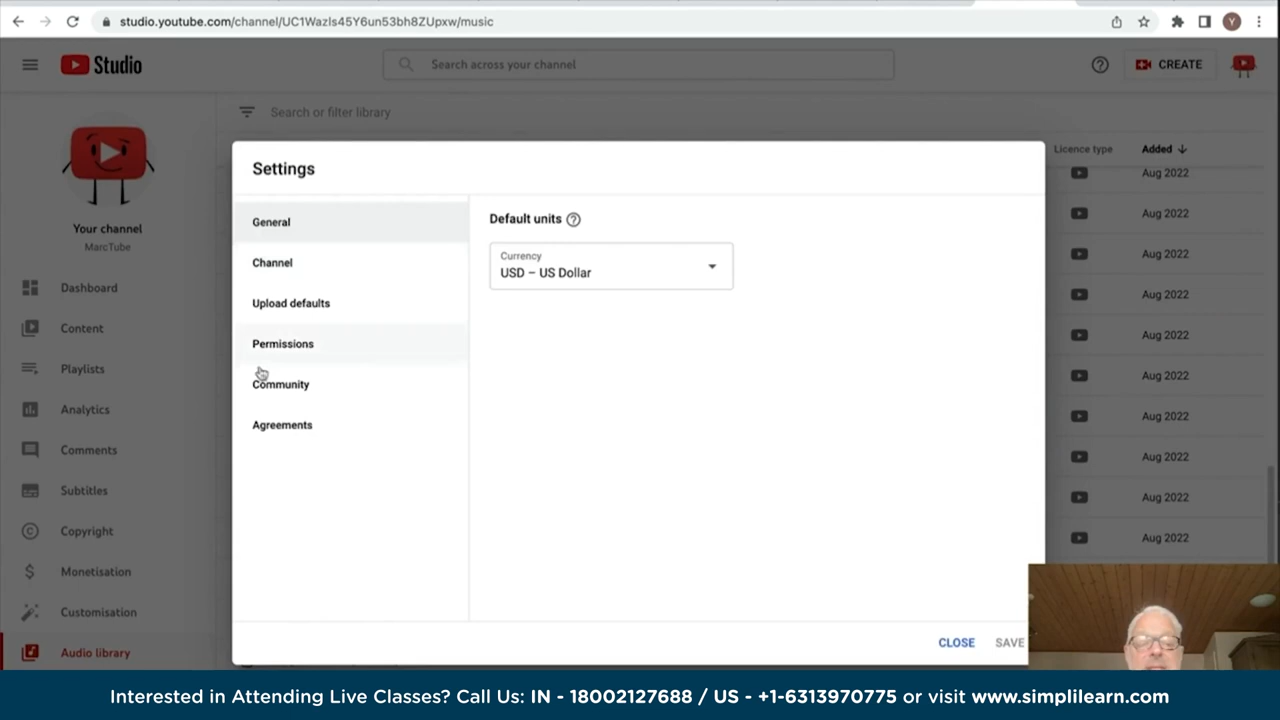 studio.youtube.com/channel/UC1Wazls45Y6un53bh8ZUpxw/music
Y
Studio
Search across your channel
CREATE
Search or filter library
Your channel
MarcTube
Dashboard
Content
Playlists
Analytics
Comments
Subtitles
Copyright
Monetisation
Customisation
Audio library
Settings
General
Channel
Upload defaults
Permissions
Community
Agreements
Default units
Currency
USD – US Dollar
CLOSE SAVE
Licence type Added
Aug 2022
Aug 2022
Aug 2022
Aug 2022
Aug 2022
Aug 2022
Aug 2022
Aug 2022
Aug 2022
Aug 2022
Interested in Attending Live Classes? Call Us: IN - 18002127688 / US - +1-6313970775 or visit www.simplilearn.com